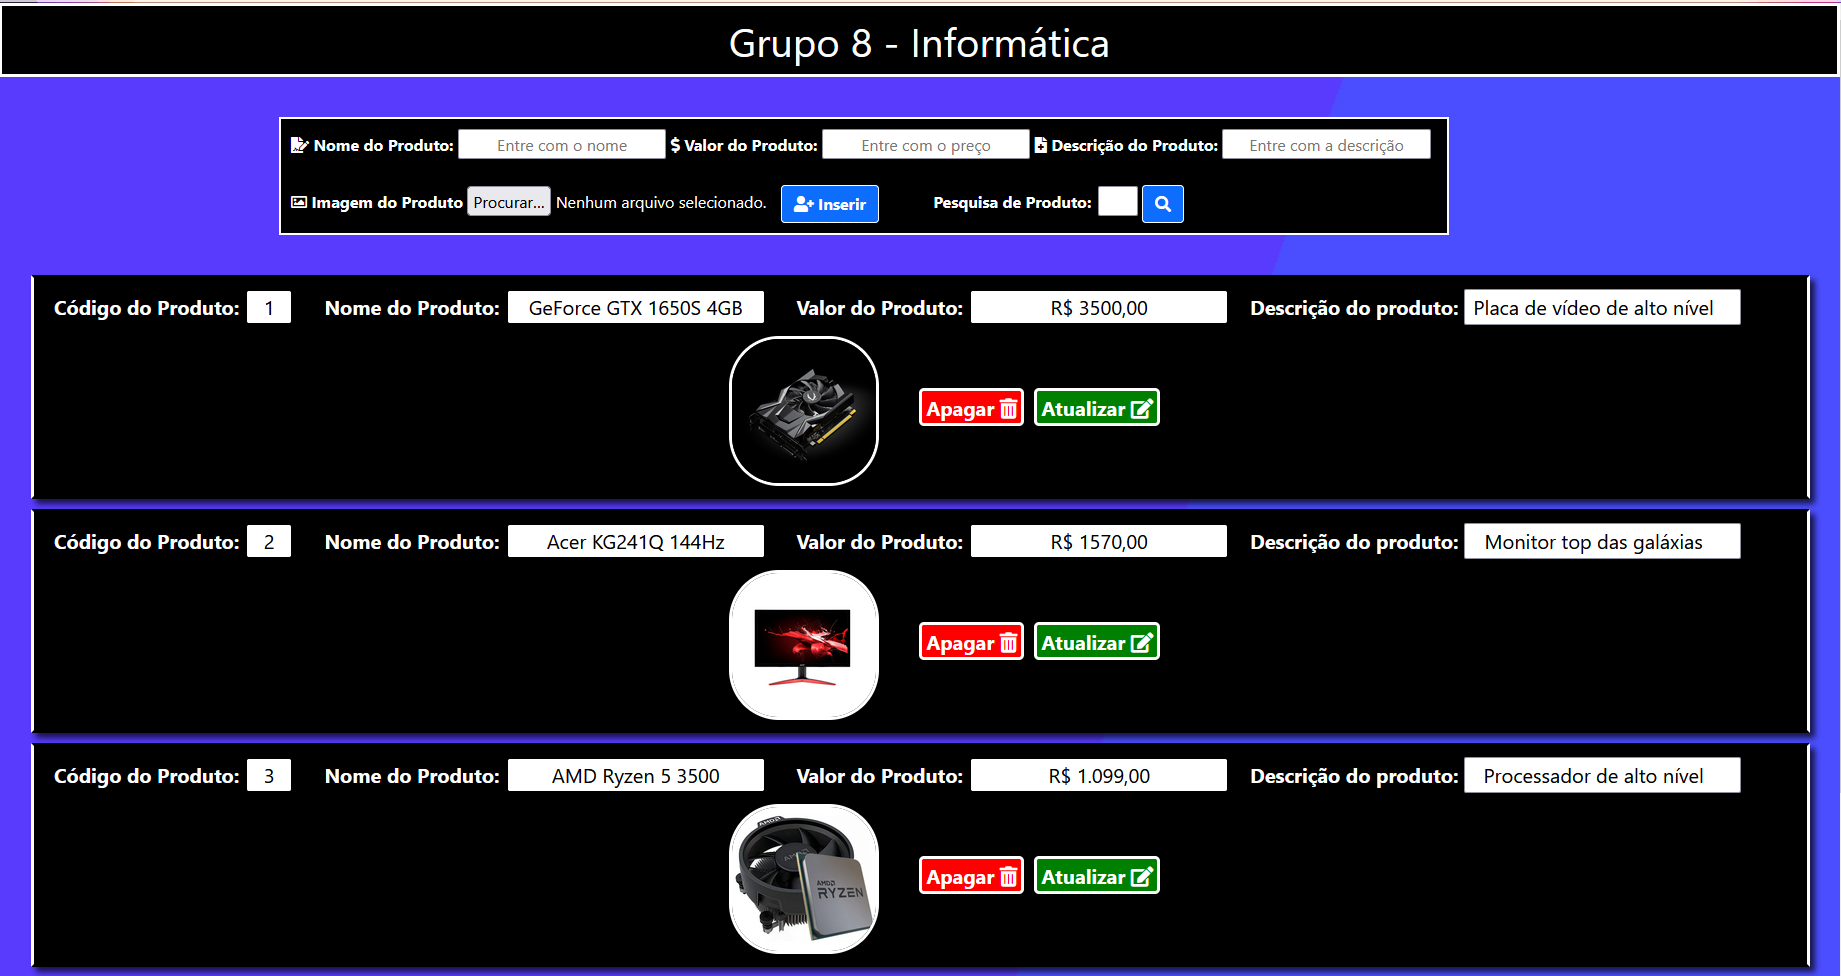 Grupo 8 - Informática
Nome do Produto: Entre com o nome $ Valor do Produto: Entre com o preço Descrição do Produto: Entre com a descrição
Imagem do Produto Procurar... Nenhum arquivo selecionado. Inserir Pesquisa de Produto:
Código do Produto: 1 Nome do Produto: GeForce GTX 1650S 4GB Valor do Produto: R$ 3500,00 Descrição do produto: Placa de vídeo de alto nível
Apagar Atualizar
Código do Produto: 2 Nome do Produto: Acer KG241Q 144Hz Valor do Produto: R$ 1570,00 Descrição do produto: Monitor top das galáxias
Apagar Atualizar
Código do Produto: 3 Nome do Produto: AMD Ryzen 5 3500 Valor do Produto: R$ 1.099,00 Descrição do produto: Processador de alto nível
AMD
AMD
AMD
RYZEN
Apagar Atualizar